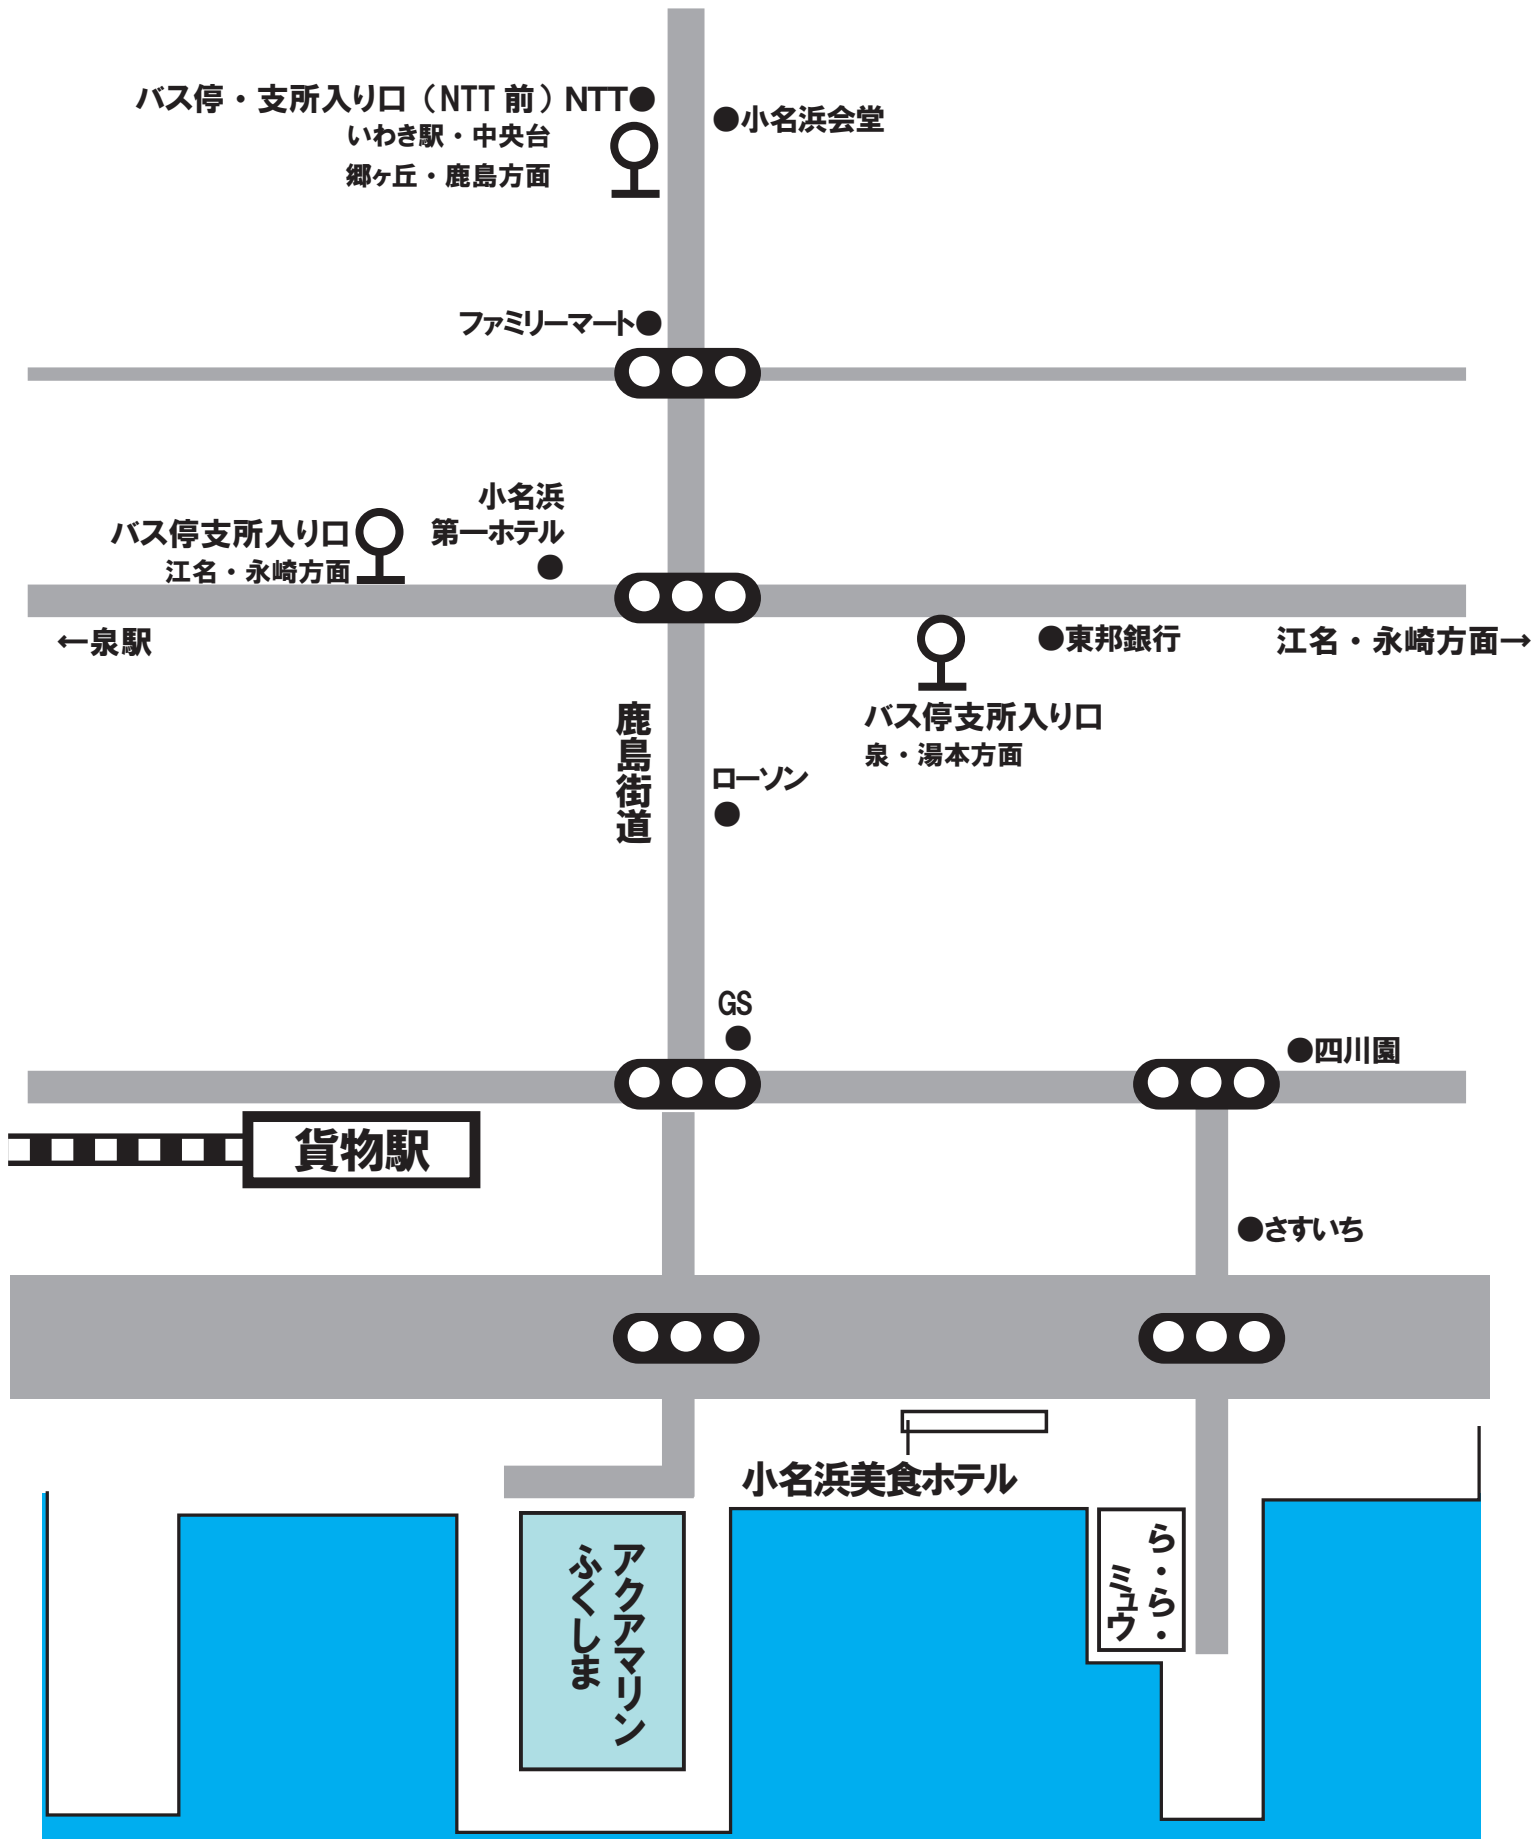 バス停・支所入り口（NTT 前）NTT
いわき駅・中央台
郷ヶ丘・鹿島方面
小名浜会堂
ファミリーマート
小名浜
第一ホテル
バス停支所入り口
江名・永崎方面
←泉駅
東邦銀行
江名・永崎方面→
バス停支所入り口
泉・湯本方面
鹿島街道
ローソン
GS
四川園
貨物駅
さすいち
小名浜美食ホテル
アクアマリン
ふくしま
ら・ら・
ミュウ